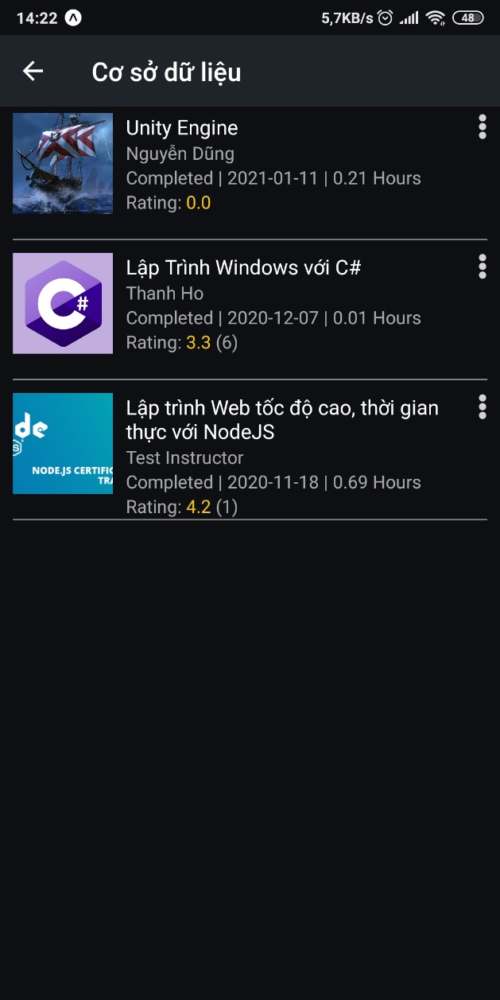 14:22 5,7KB/s 48
Cơ sở dữ liệu
Unity Engine
Nguyễn Dũng
Completed | 2021-01-11 | 0.21 Hours
Rating: 0.0
C#
Lập Trình Windows với C#
Thanh Ho
Completed | 2020-12-07 | 0.01 Hours
Rating: 3.3 (6)
de
S
NODE.JS CERTIFIC
TRA
Lập trình Web tốc độ cao, thời gian
thực với NodeJS
Test Instructor
Completed | 2020-11-18 | 0.69 Hours
Rating: 4.2 (1)